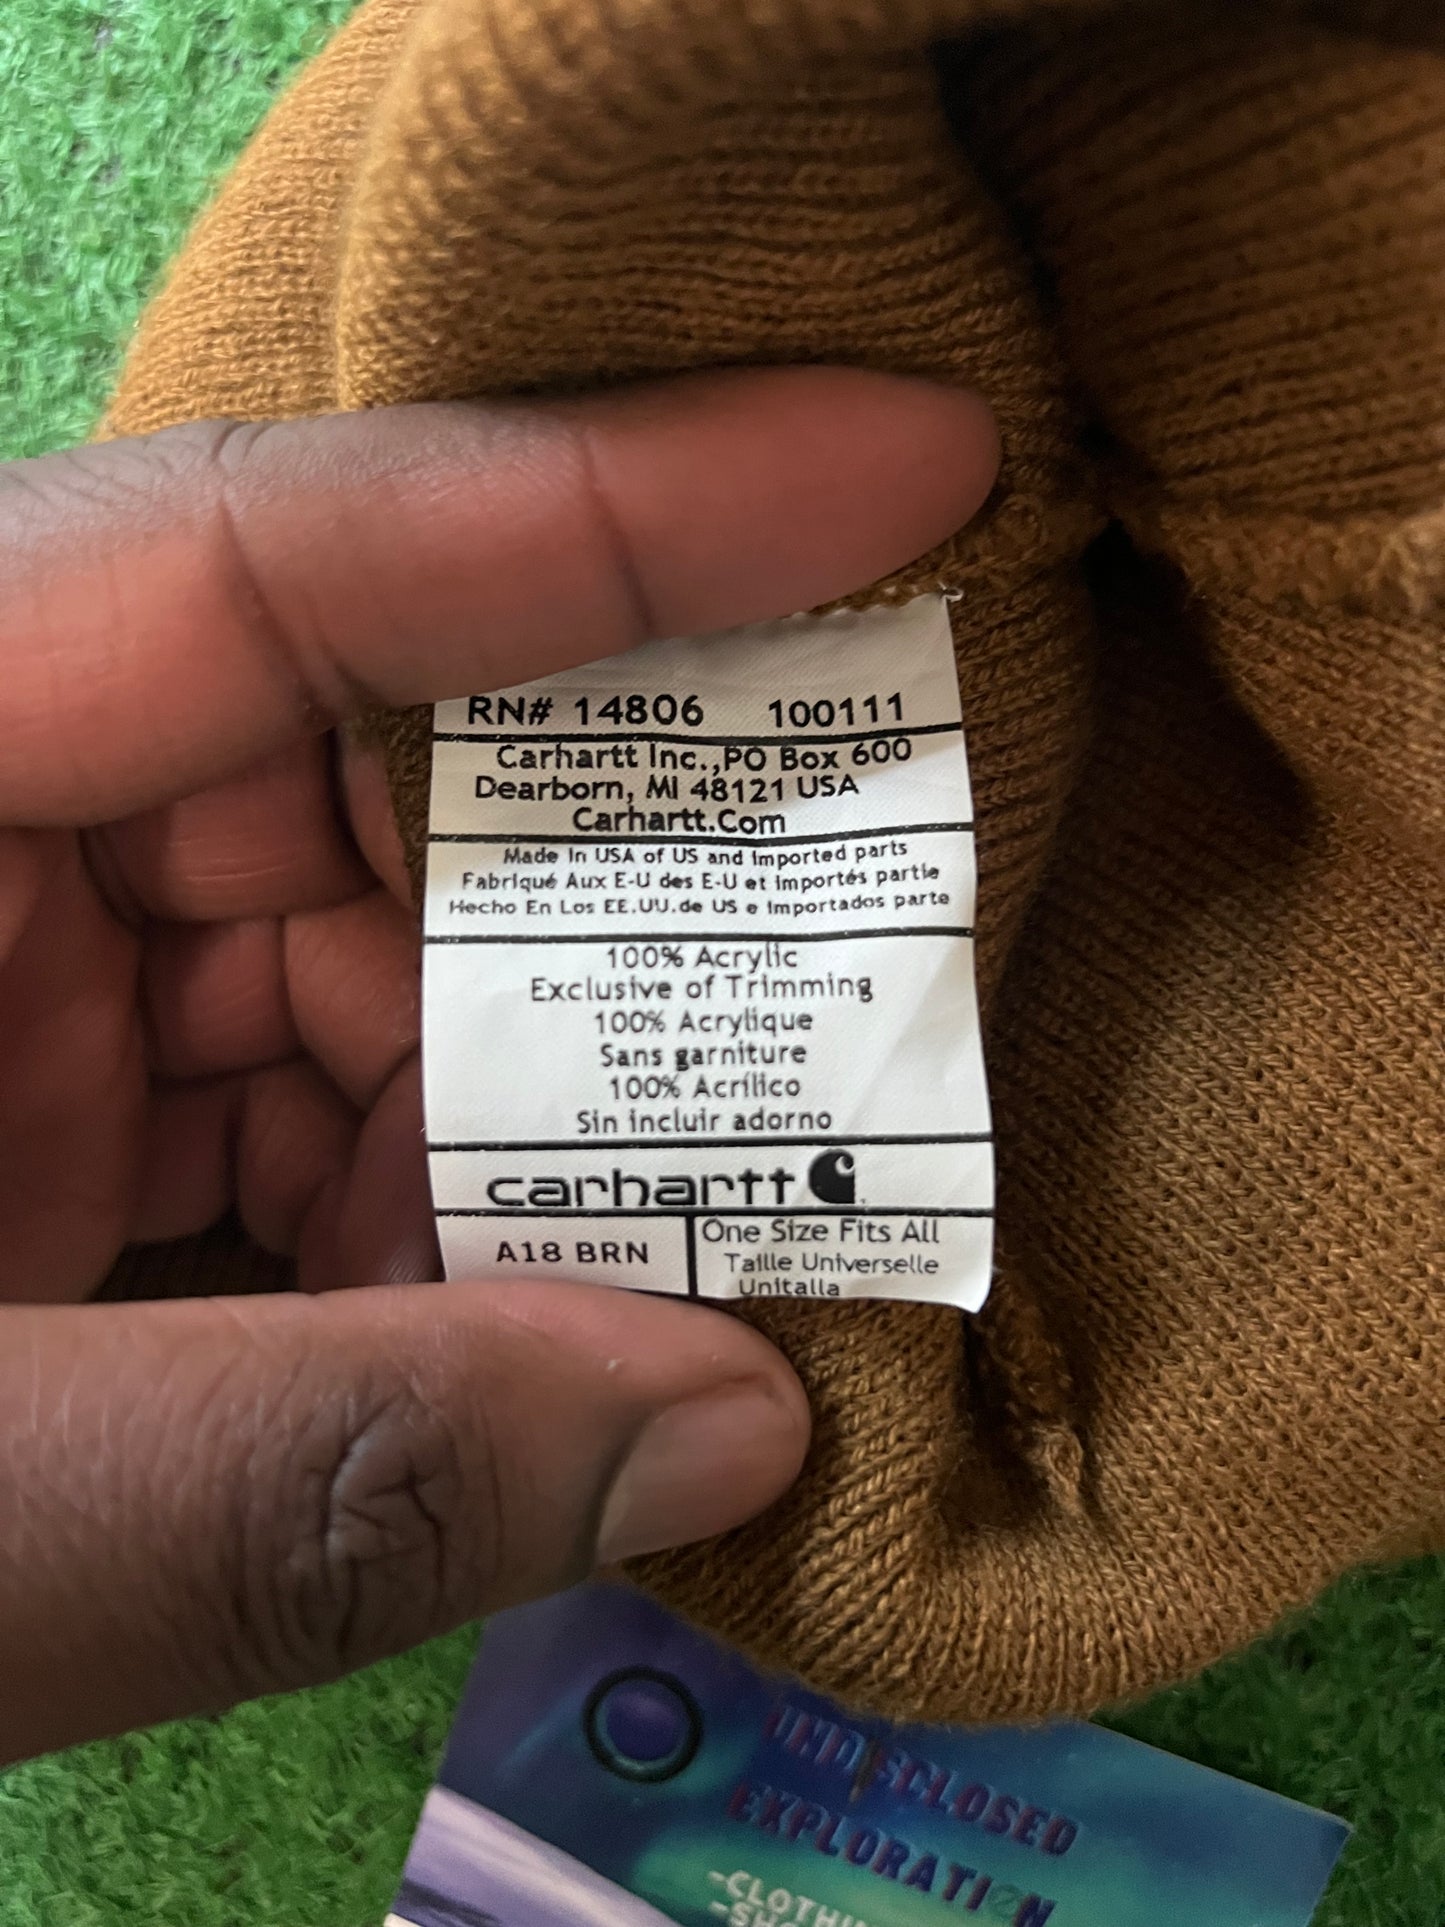 RN# 14806 100111
Carhartt Inc.,PO Box 600
Dearborn, MI 48121 USA
Carhartt.Com
Made In USA of US and Imported parts
Fabriqué Aux E-U des E-U et importés partie
Hecho En Los EE.UU.de US e Importados parte
100% Acrylic
Exclusive of Trimming
100% Acrylique
Sans garniture
100% Acrílico
Sin incluir adorno
carhartt
A18 BRN
One Size Fits All
Taille Universelle
Unitalla
UNDISCLOSED
EXPLORATION